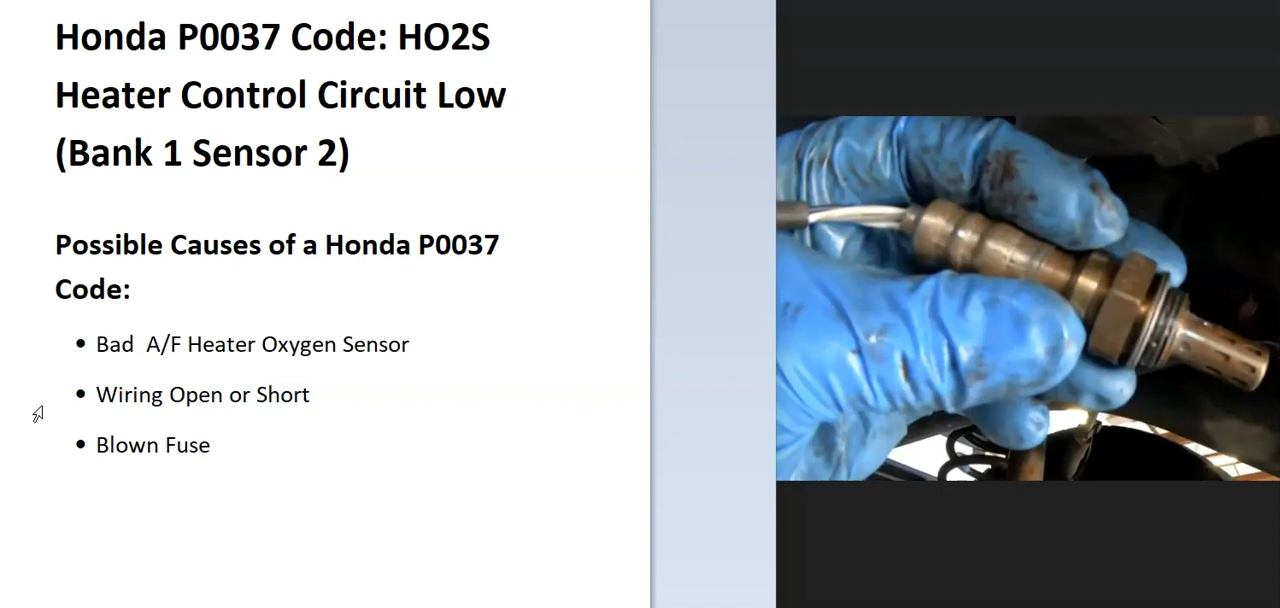 Honda P0037 Code: HO2S
Heater Control Circuit Low
(Bank 1 Sensor 2)
Possible Causes of a Honda P0037
Code:
• Bad  A/F Heater Oxygen Sensor
• Wiring Open or Short
• Blown Fuse